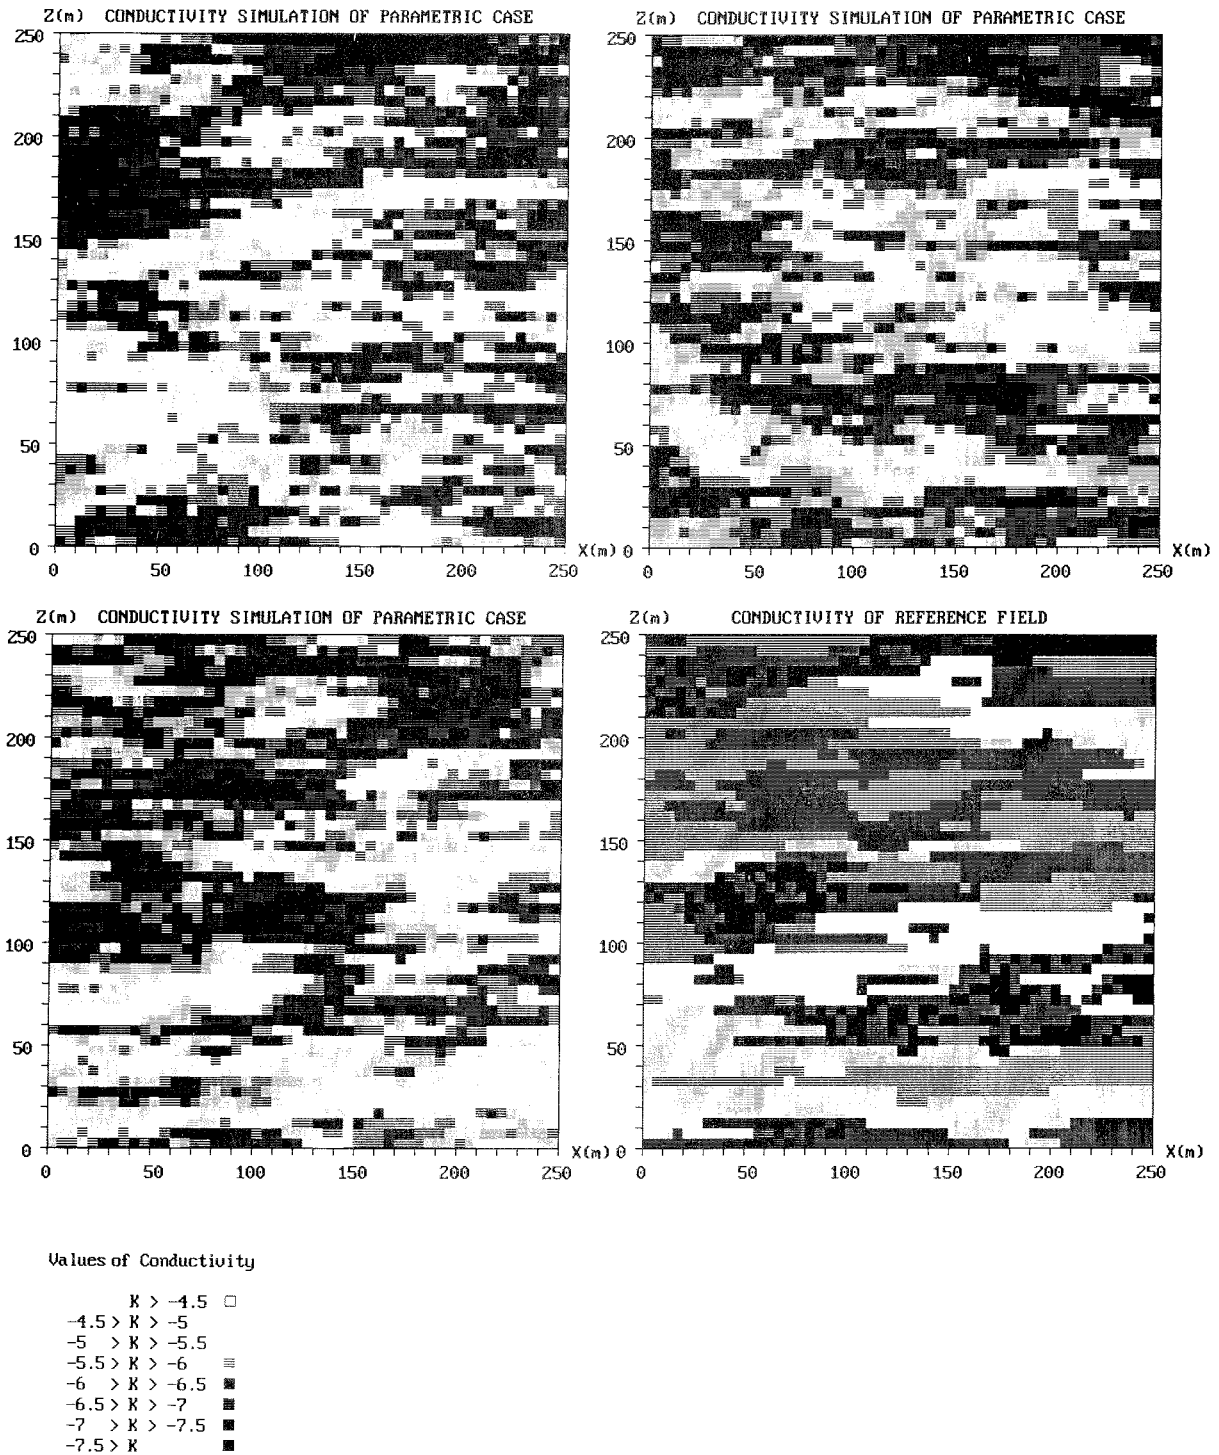 Z(m) CONDUCTIVITY SIMULATION OF PARAMETRIC CASE
250
200
150
100
50
0
0 50 100 150 200 250
X(m)
Z(m) CONDUCTIVITY SIMULATION OF PARAMETRIC CASE
250
200
150
100
50
0
0 50 100 150 200 250
X(m)
Z(m) CONDUCTIVITY SIMULATION OF PARAMETRIC CASE
250
200
150
100
50
0
0 50 100 150 200 250
X(m)
Z(m) CONDUCTIVITY OF REFERENCE FIELD
250
200
150
100
50
0
0 50 100 150 200 250
X(m)
Values of Conductivity
K > -4.5
-4.5 > K > -5
-5 > K > -5.5
-5.5 > K > -6
-6 > K > -6.5
-6.5 > K > -7
-7 > K > -7.5
-7.5 > K